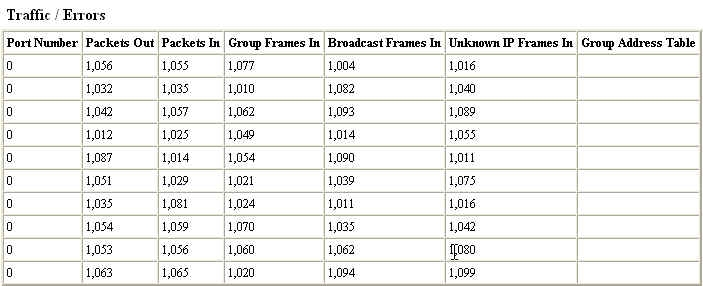 Traffic / Errors
Port Number Packets Out Packets In Group Frames In Broadcast Frames In Unknown IP Frames In Group Address Table
0 1,056 1,055 1,077 1,004 1,016
0 1,032 1,035 1,010 1,082 1,040
0 1,042 1,057 1,062 1,093 1,089
0 1,012 1,025 1,049 1,014 1,055
0 1,087 1,014 1,054 1,090 1,011
0 1,051 1,029 1,021 1,039 1,075
0 1,035 1,081 1,024 1,011 1,016
0 1,054 1,059 1,070 1,035 1,042
0 1,053 1,056 1,060 1,062 1,080
0 1,063 1,065 1,020 1,094 1,099